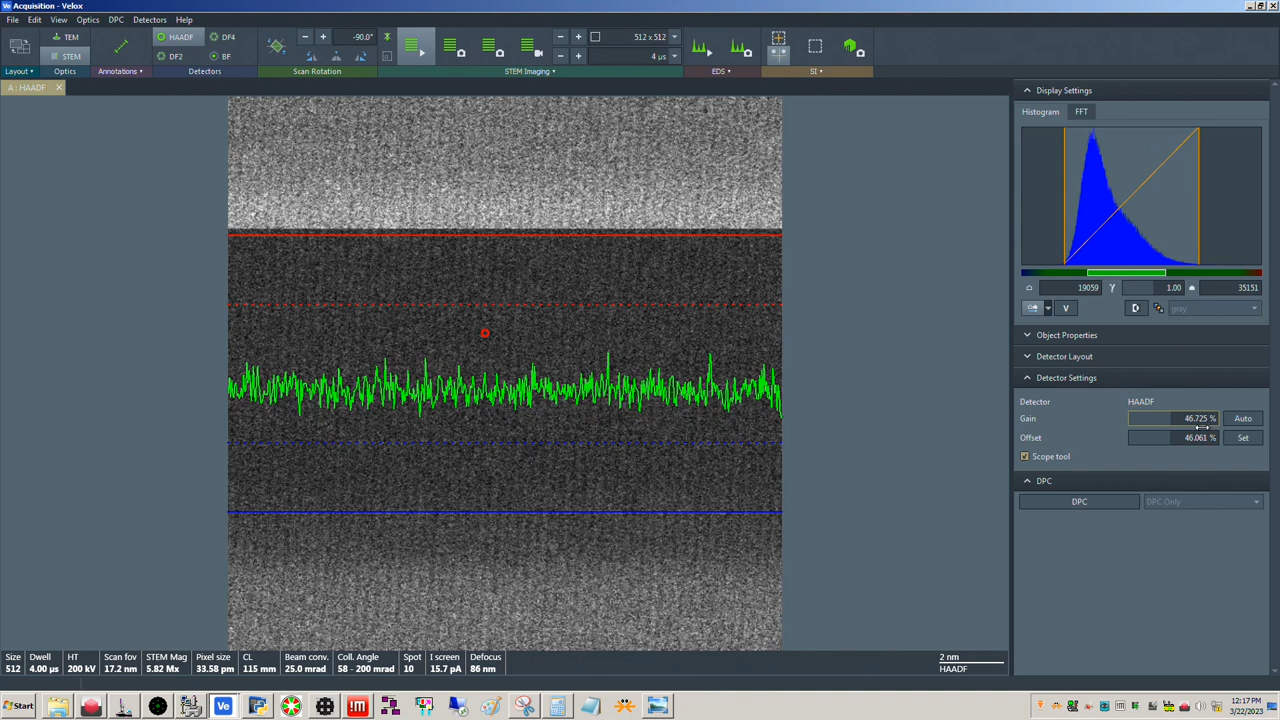 Ve Acquisition - Velox
File Edit View Optics DPC Detectors Help
TEM HAADF DF4 -90.0° 512 x 512
STEM DF2 BF 4 µs
Layout Optics Annotations Detectors Scan Rotation STEM Imaging EDS SI
A : HAADF
Display Settings
Histogram FFT
19059 γ 1.00 35151
V gray
Object Properties
Detector Layout
Detector Settings
Detector HAADF
Gain 46.725 % Auto
Offset 46.061 % Set
Scope tool
DPC
DPC DPC Only
Size Dwell HT Scan fov STEM Mag Pixel size CL Beam conv. Coll. Angle Spot I screen Defocus 2 nm
512 4.00 µs 200 kV 17.2 nm 5.82 Mx 33.58 pm 115 mm 25.0 mrad 58 - 200 mrad 10 15.7 pA 86 nm HAADF
Start Ve 12:17 PM
3/22/2023